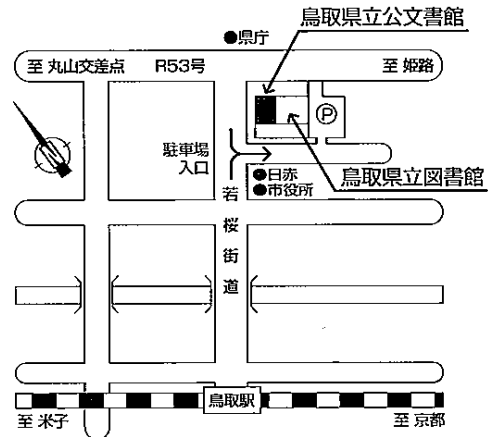 鳥取県立公文書館
●県庁
至 丸山交差点
R53号
至 姫路
P
駐車場
入口
鳥取県立図書館
●日赤
●市役所
若桜街道
鳥取駅
至 米子
至 京都